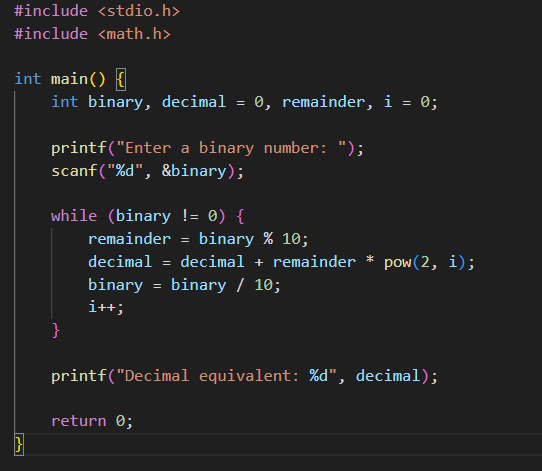 #include <stdio.h>
#include <math.h>

int main() {
    int binary, decimal = 0, remainder, i = 0;

    printf("Enter a binary number: ");
    scanf("%d", &binary);

    while (binary != 0) {
        remainder = binary % 10;
        decimal = decimal + remainder * pow(2, i);
        binary = binary / 10;
        i++;
    }

    printf("Decimal equivalent: %d", decimal);

    return 0;
}